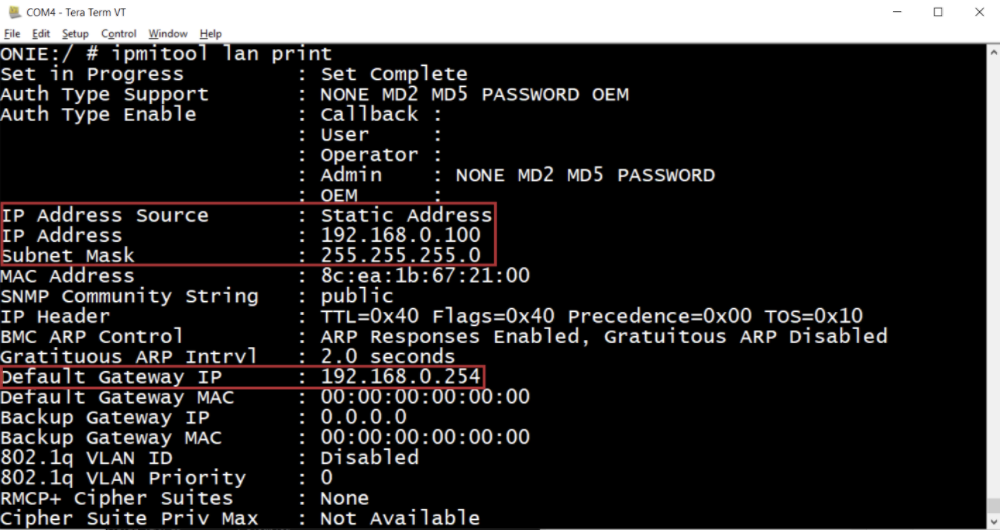 COM4 - Tera Term VT
File Edit Setup Control Window Help
ONIE:/ # ipmitool lan print
Set in Progress : Set Complete
Auth Type Support : NONE MD2 MD5 PASSWORD OEM
Auth Type Enable : Callback :
: User :
: Operator :
: Admin : NONE MD2 MD5 PASSWORD
: OEM :
IP Address Source : Static Address
IP Address : 192.168.0.100
Subnet Mask : 255.255.255.0
MAC Address : 8c:ea:1b:67:21:00
SNMP Community String : public
IP Header : TTL=0x40 Flags=0x40 Precedence=0x00 TOS=0x10
BMC ARP Control : ARP Responses Enabled, Gratuitous ARP Disabled
Gratituous ARP Intrvl : 2.0 seconds
Default Gateway IP : 192.168.0.254
Default Gateway MAC : 00:00:00:00:00:00
Backup Gateway IP : 0.0.0.0
Backup Gateway MAC : 00:00:00:00:00:00
802.1q VLAN ID : Disabled
802.1q VLAN Priority : 0
RMCP+ Cipher Suites : None
Cipher Suite Priv Max : Not Available